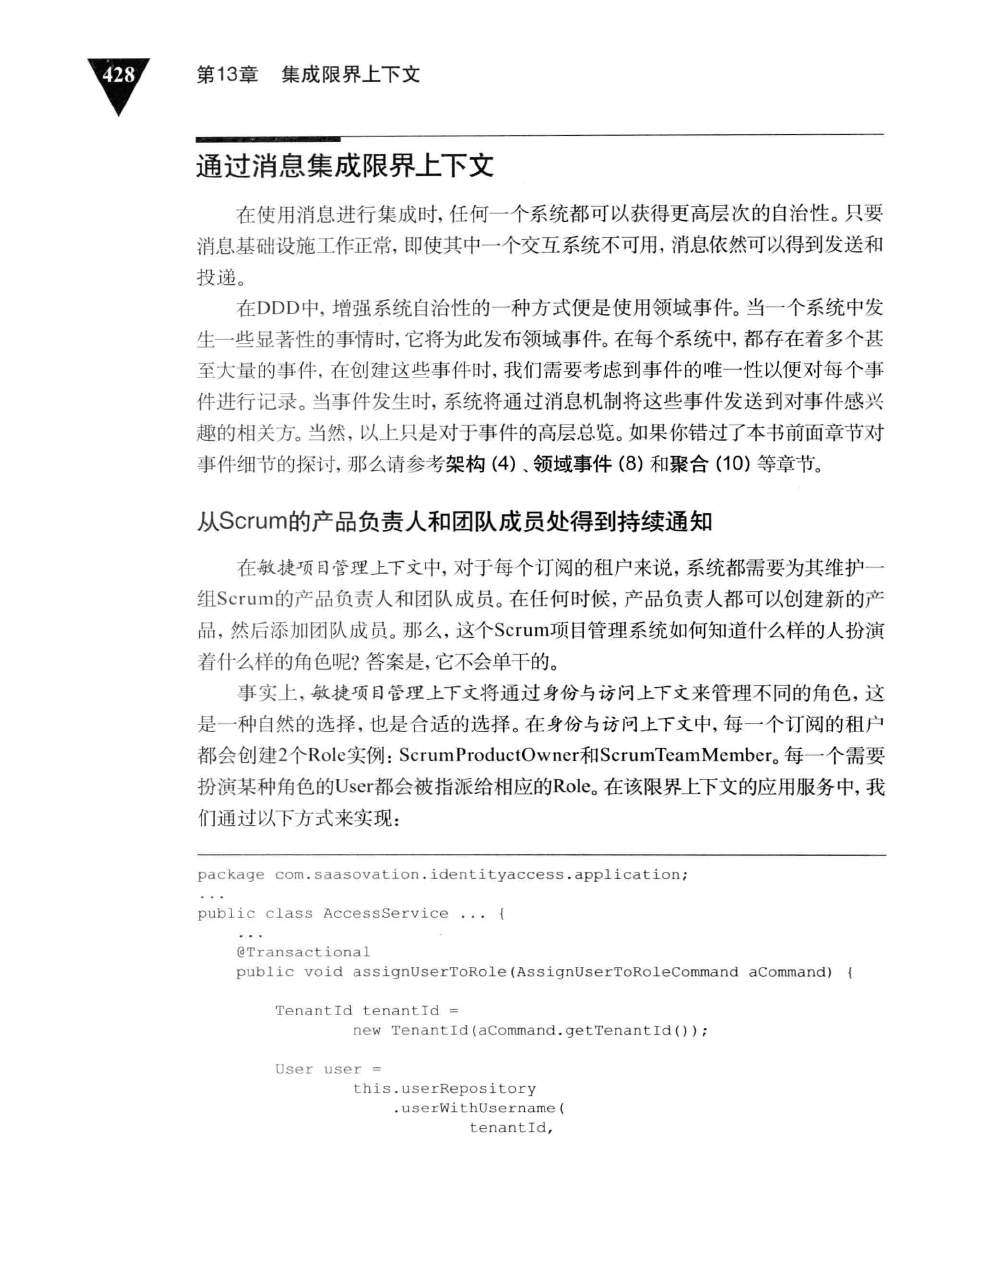 428
第13章 集成限界上下文
通过消息集成限界上下文
在使用消息进行集成时, 任何一个系统都可以获得更高层次的自治性。只要
消息基础设施工作正常, 即使其中一个交互系统不可用, 消息依然可以得到发送和
投递。
在DDD中, 增强系统自治性的一种方式便是使用领域事件。当一个系统中发
生一些显著性的事情时, 它将为此发布领域事件。在每个系统中, 都存在着多个甚
至大量的事件, 在创建这些事件时, 我们需要考虑到事件的唯一性以便对每个事
件进行记录。当事件发生时, 系统将通过消息机制将这些事件发送到对事件感兴
趣的相关方。当然, 以上只是对于事件的高层总览。如果你错过了本书前面章节对
事件细节的探讨, 那么请参考架构 (4) 、领域事件 (8) 和聚合 (10) 等章节。
从Scrum的产品负责人和团队成员处得到持续通知
在敏捷项目管理上下文中, 对于每个订阅的租户来说, 系统都需要为其维护一
组Scrum的产品负责人和团队成员。在任何时候, 产品负责人都可以创建新的产
品, 然后添加团队成员。那么, 这个Scrum项目管理系统如何知道什么样的人扮演
着什么样的角色呢? 答案是, 它不会单干的。
事实上, 敏捷项目管理上下文将通过身份与访问上下文来管理不同的角色, 这
是一种自然的选择, 也是合适的选择。在身份与访问上下文中, 每一个订阅的租户
都会创建2个Role实例: ScrumProductOwner和ScrumTeamMember。每一个需要
扮演某种角色的User都会被指派给相应的Role。在该限界上下文的应用服务中, 我
们通过以下方式来实现:
package com.saasovation.identityaccess.application;
...
public class AccessService ... {
...
@Transactional
public void assignUserToRole(AssignUserToRoleCommand aCommand) {
TenantId tenantId =
new TenantId(aCommand.getTenantId());
User user =
this.userRepository
.userWithUsername(
tenantId,